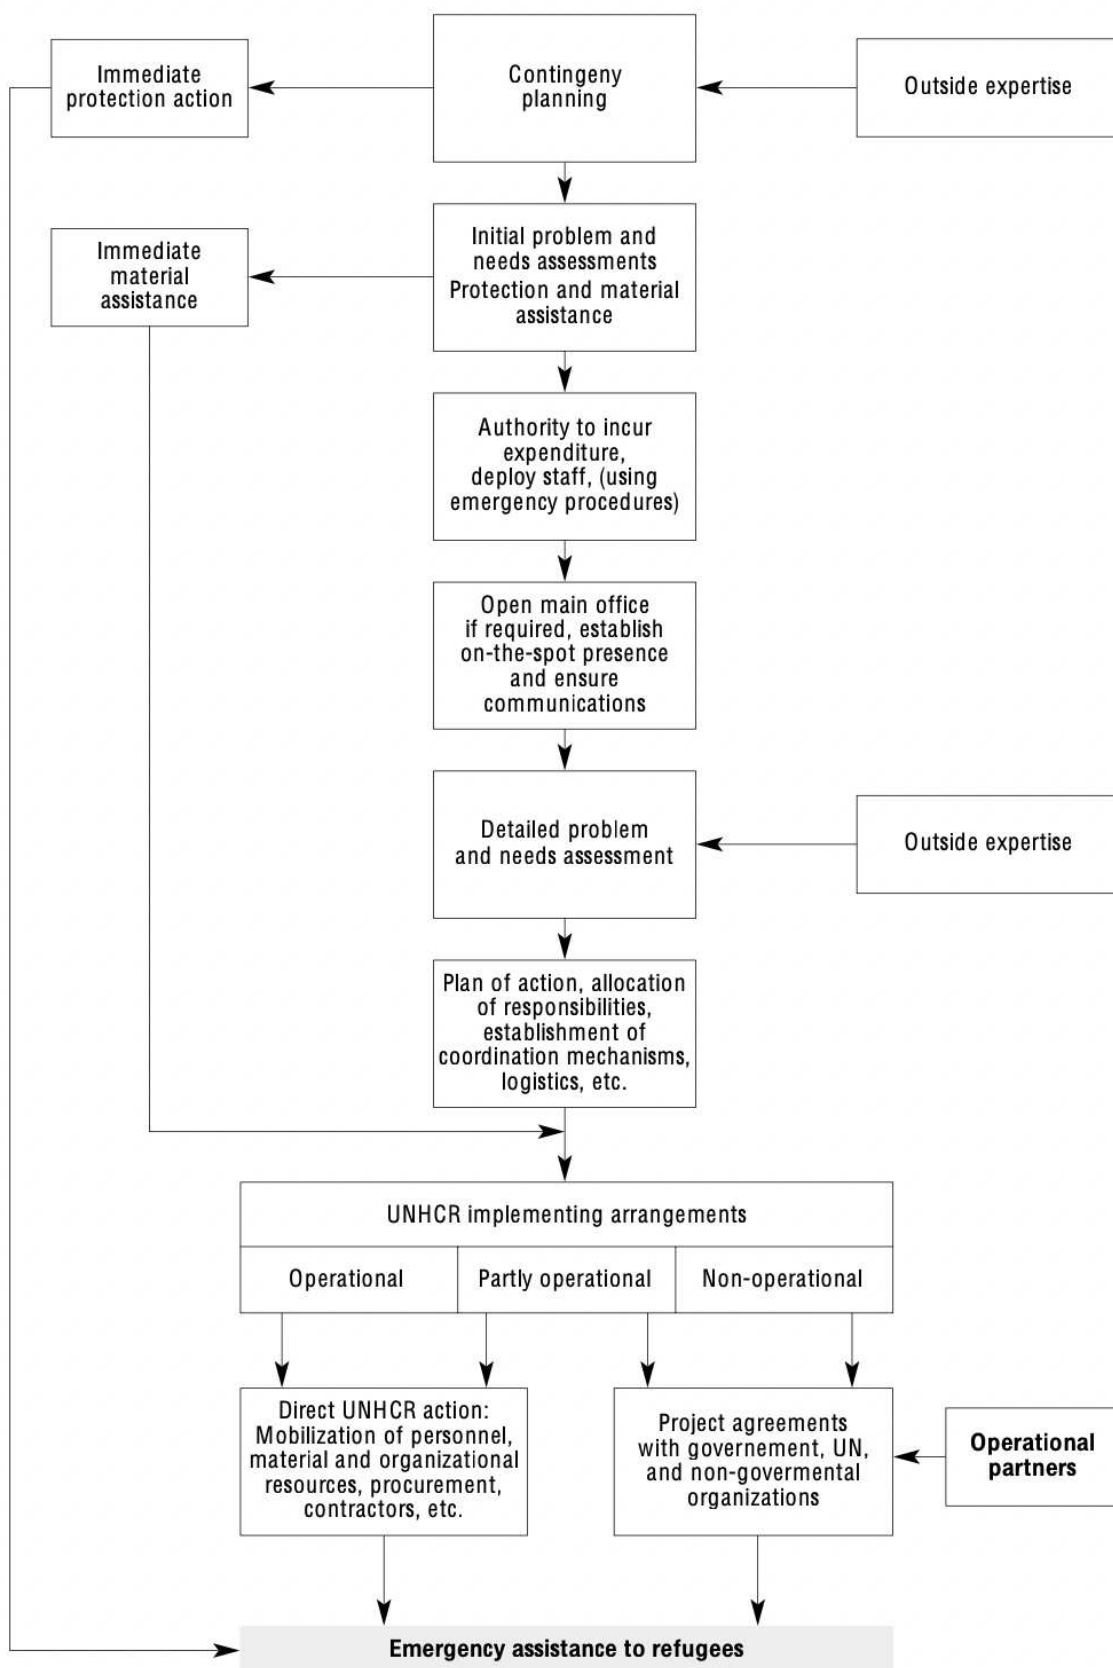 Immediate
protection action
Contingeny
planning
Outside expertise
Immediate
material
assistance
Initial problem and
needs assessments
Protection and material
assistance
Authority to incur
expenditure,
deploy staff, (using
emergency procedures)
Open main office
if required, establish
on-the-spot presence
and ensure
communications
Detailed problem
and needs assessment
Outside expertise
Plan of action, allocation
of responsibilities,
establishment of
coordination mechanisms,
logistics, etc.
UNHCR implementing arrangements
Operational
Partly operational
Non-operational
Direct UNHCR action:
Mobilization of personnel,
material and organizational
resources, procurement,
contractors, etc.
Project agreements
with governement, UN,
and non-govermental
organizations
Operational
partners
Emergency assistance to refugees